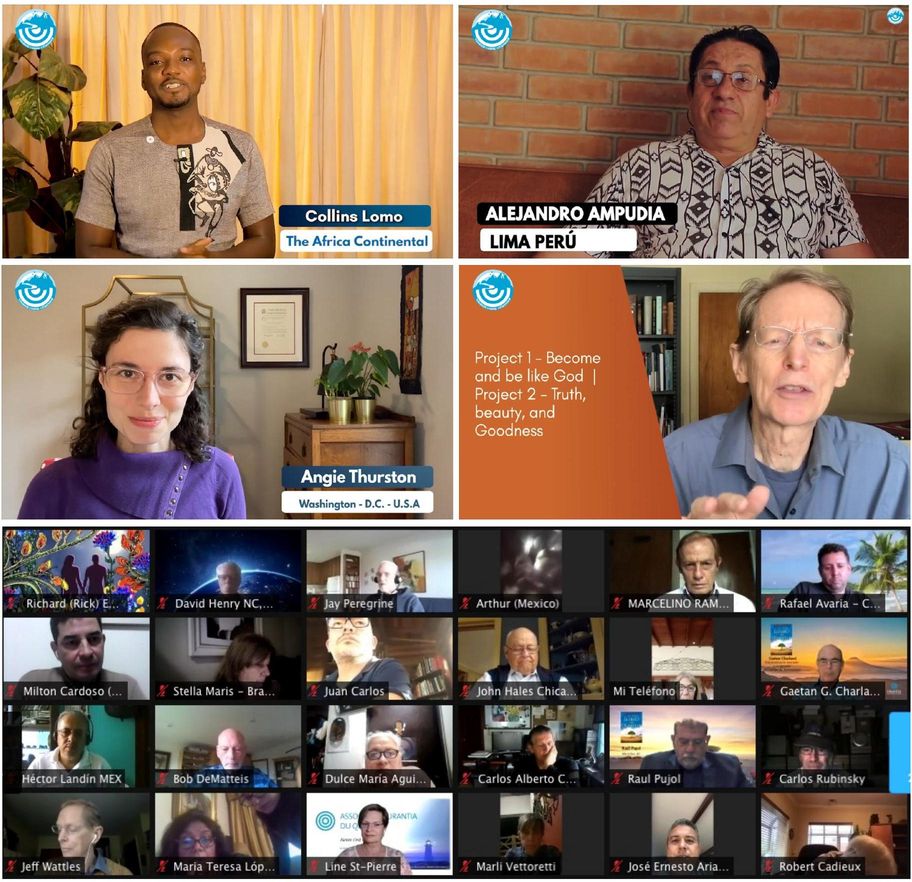 Collins Lomo
The Africa Continental
ALEJANDRO AMPUDIA
LIMA PERÚ
Angie Thurston
Washington - D.C. - U.S.A
Project 1 - Become
and be like God |
Project 2 - Truth,
beauty, and
Goodness
Richard (Rick) E...
David Henry NC,...
Jay Peregrine
Arthur (Mexico)
MARCELINO RAM...
Rafael Avaria - C...
Milton Cardoso (...
Stella Maris - Bra...
Juan Carlos
John Hales Chica...
Mi Teléfono
Gaetan G. Charla...
Héctor Landín MEX
Bob DeMatteis
Dulce María Agui...
Carlos Alberto C...
Raul Pujol
Carlos Rubinsky
ASSO
RANTIA
DU
Jeff Wattles
Maria Teresa Lóp...
Line St-Pierre
Marli Vettoretti
José Ernesto Aria...
Robert Cadieux